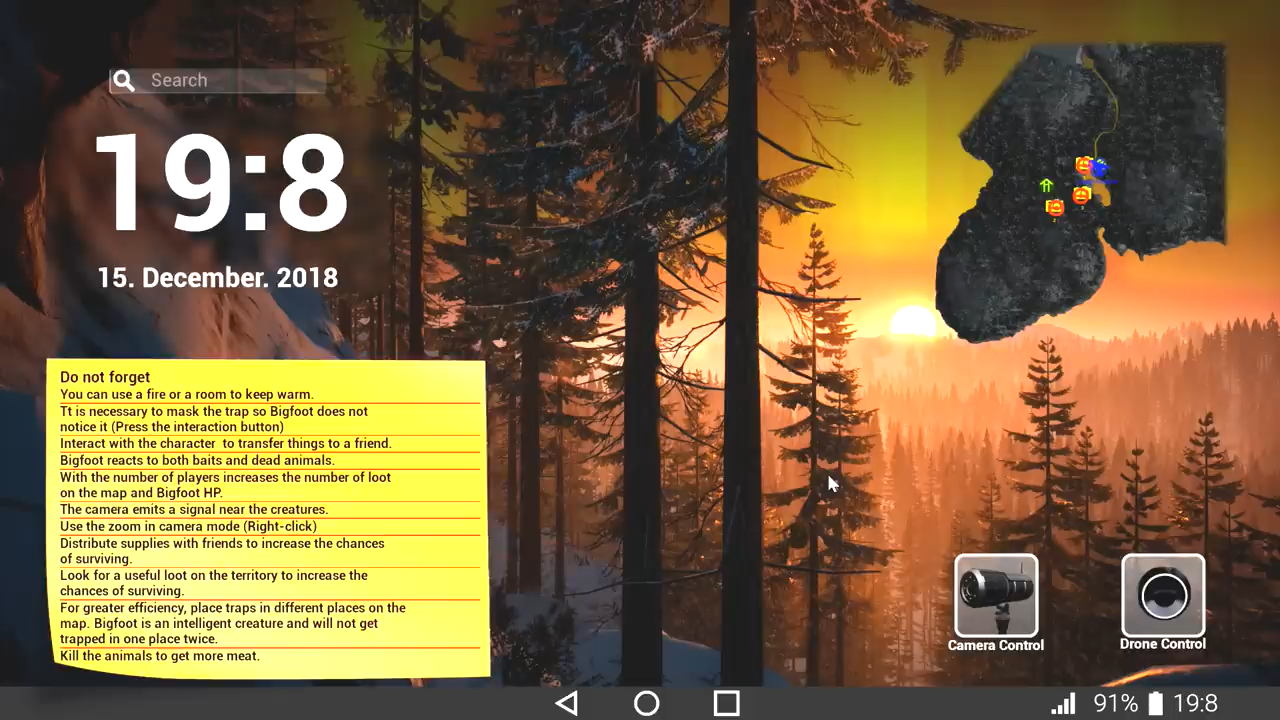 Search
19:8
15. December. 2018
Do not forget
You can use a fire or a room to keep warm.
Tt is necessary to mask the trap so Bigfoot does not
notice it (Press the interaction button)
Interact with the character to transfer things to a friend.
Bigfoot reacts to both baits and dead animals.
With the number of players increases the number of loot
on the map and Bigfoot HP.
The camera emits a signal near the creatures.
Use the zoom in camera mode (Right-click)
Distribute supplies with friends to increase the chances
of surviving.
Look for a useful loot on the territory to increase the
chances of surviving.
For greater efficiency, place traps in different places on the
map. Bigfoot is an intelligent creature and will not get
trapped in one place twice.
Kill the animals to get more meat.
Camera Control
Drone Control
91% 19:8